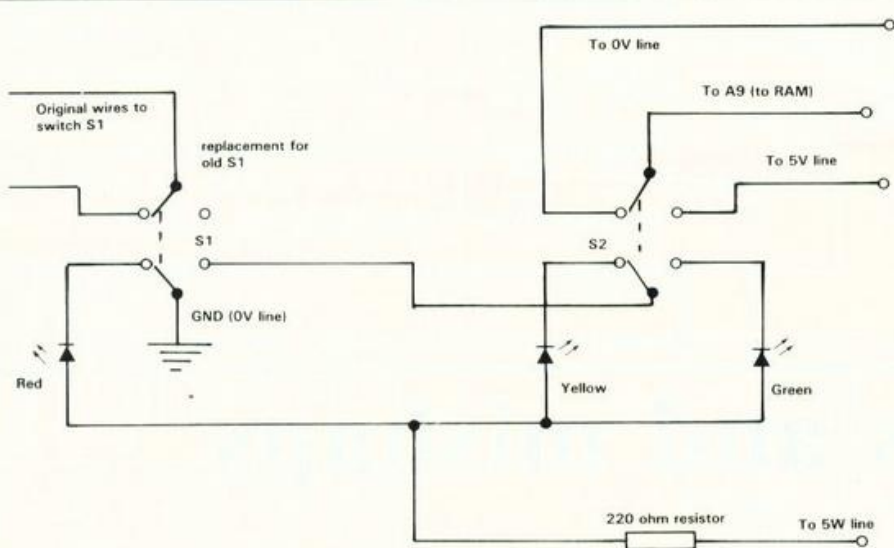 To 0V line
Original wires to
switch S1
To A9 (to RAM)
replacement for
old S1
To 5V line
S1
S2
GND (0V line)
Red
Yellow
Green
220 ohm resistor
To 5W line